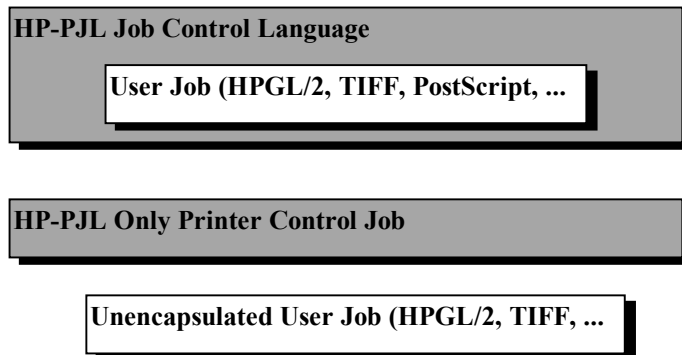 HP-PJL Job Control Language
User Job (HPGL/2, TIFF, PostScript, ...
HP-PJL Only Printer Control Job
Unencapsulated User Job (HPGL/2, TIFF, ...